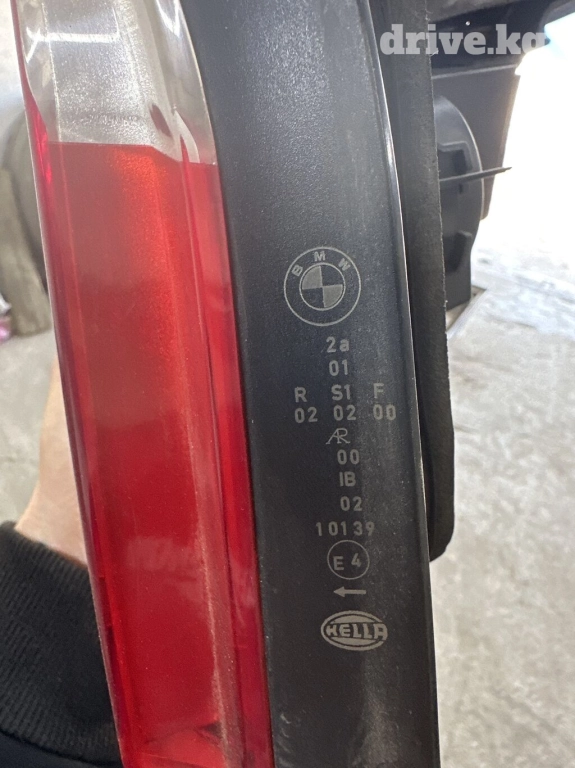 drive.kg
BMW
2a
01
R S1 F
02 02 00
AR
00
IB
02
10139
E4
←
HELLA